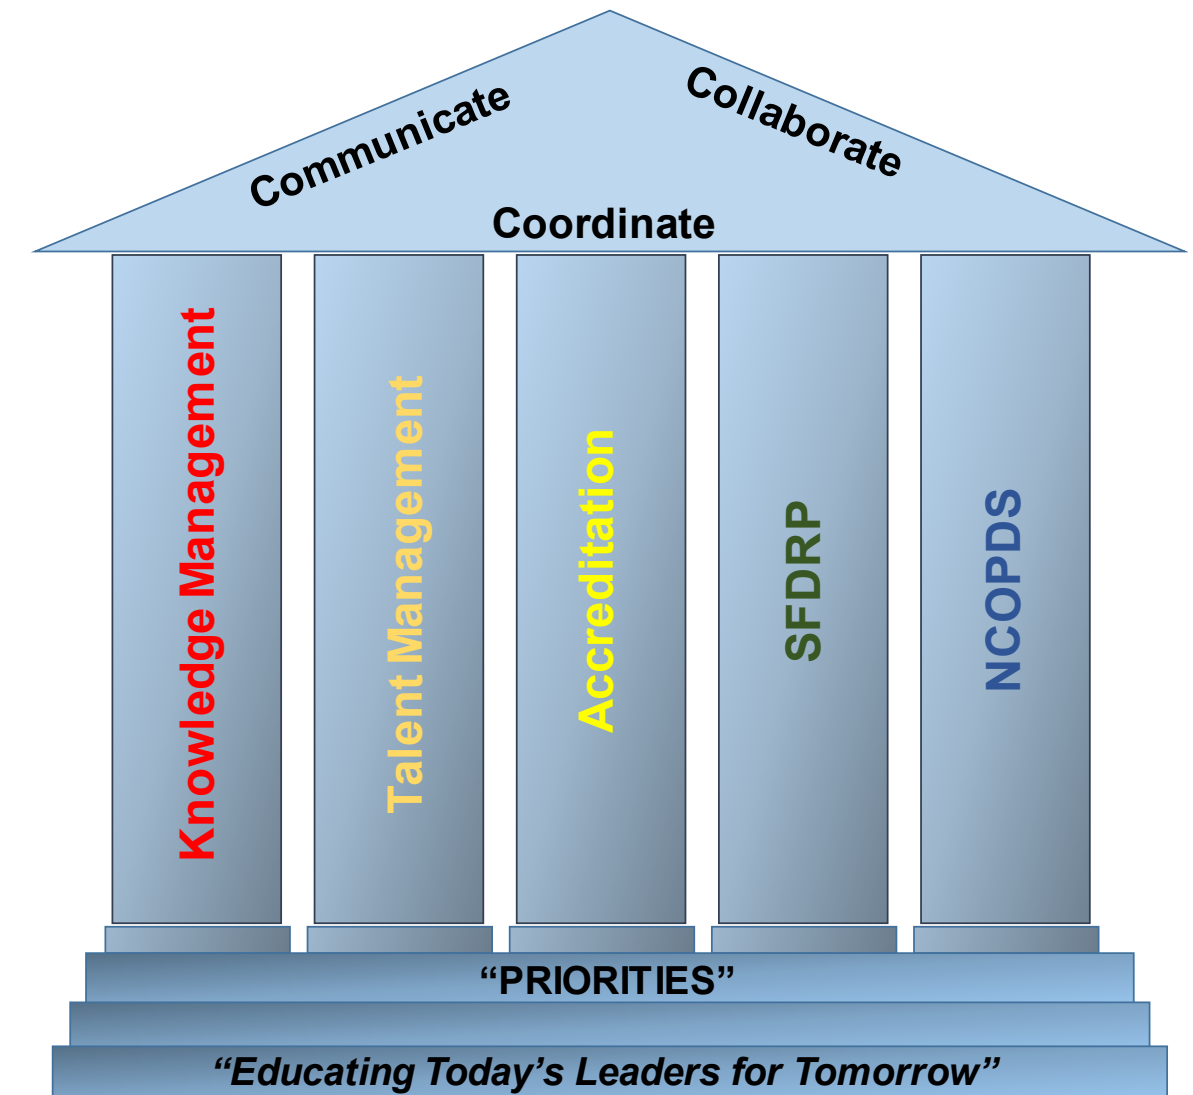 Communicate
Collaborate
Coordinate
Knowledge Management
Talent Management
Accreditation
SFDRP
NCOPDS
“PRIORITIES”
“Educating Today’s Leaders for Tomorrow”